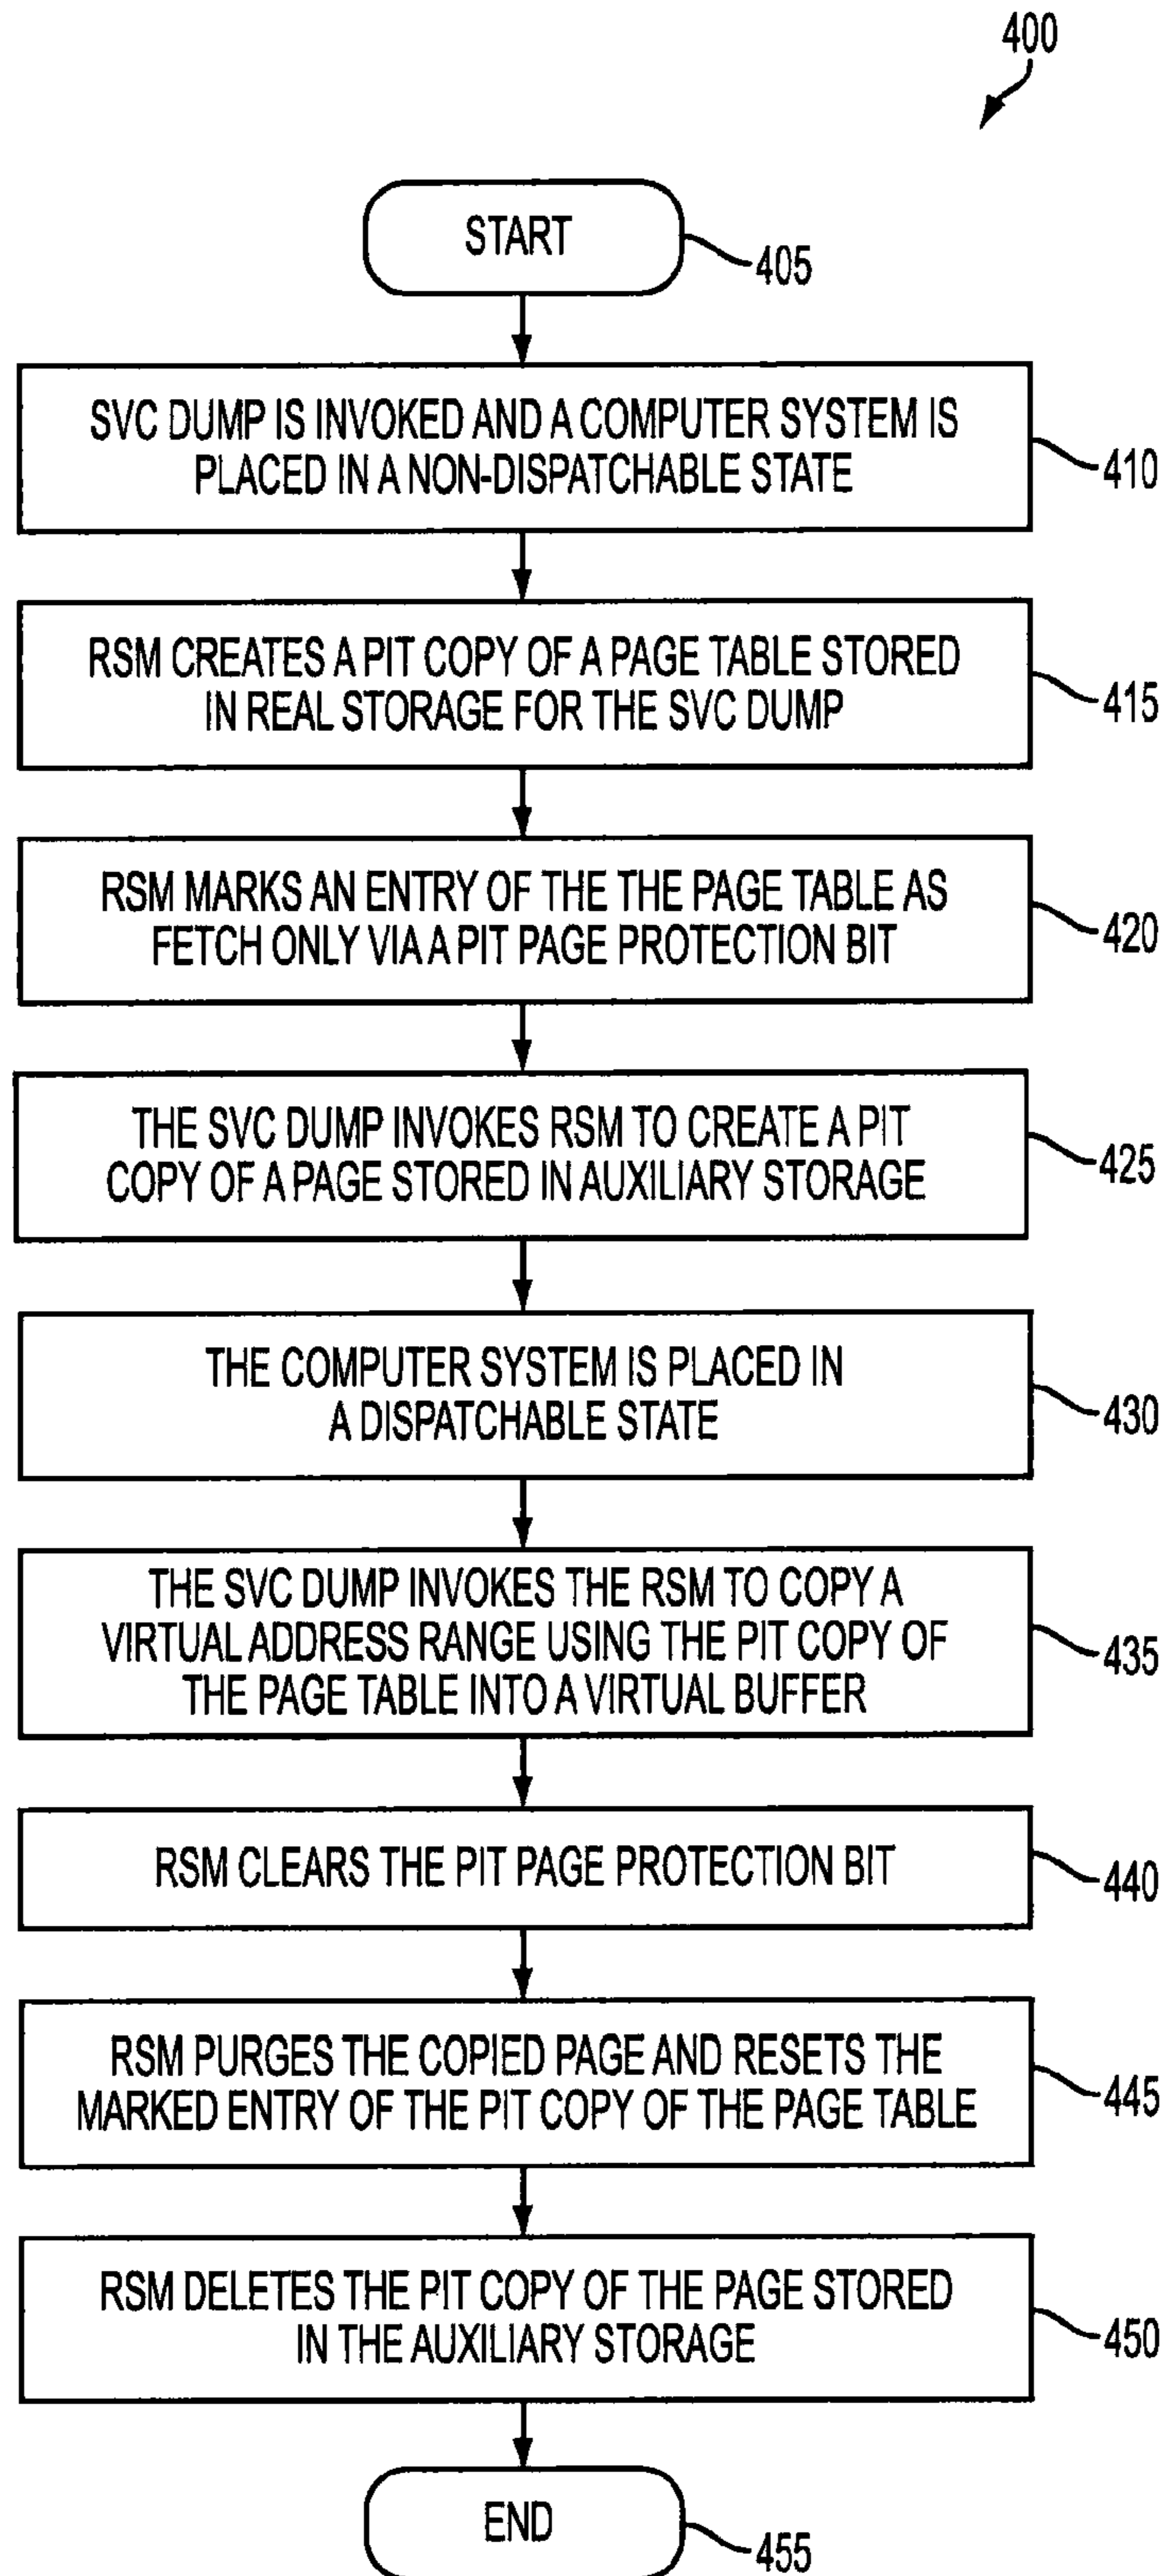 400
START
405
SVC DUMP IS INVOKED AND A COMPUTER SYSTEM IS
PLACED IN A NON-DISPATCHABLE STATE
410
RSM CREATES A PIT COPY OF A PAGE TABLE STORED
IN REAL STORAGE FOR THE SVC DUMP
415
RSM MARKS AN ENTRY OF THE THE PAGE TABLE AS
FETCH ONLY VIA A PIT PAGE PROTECTION BIT
420
THE SVC DUMP INVOKES RSM TO CREATE A PIT
COPY OF A PAGE STORED IN AUXILIARY STORAGE
425
THE COMPUTER SYSTEM IS PLACED IN
A DISPATCHABLE STATE
430
THE SVC DUMP INVOKES THE RSM TO COPY A
VIRTUAL ADDRESS RANGE USING THE PIT COPY OF
THE PAGE TABLE INTO A VIRTUAL BUFFER
435
RSM CLEARS THE PIT PAGE PROTECTION BIT
440
RSM PURGES THE COPIED PAGE AND RESETS THE
MARKED ENTRY OF THE PIT COPY OF THE PAGE TABLE
445
RSM DELETES THE PIT COPY OF THE PAGE STORED
IN THE AUXILIARY STORAGE
450
END
455